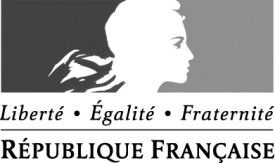 Liberté • Égalité • Fraternité
RÉPUBLIQUE FRANÇAISE